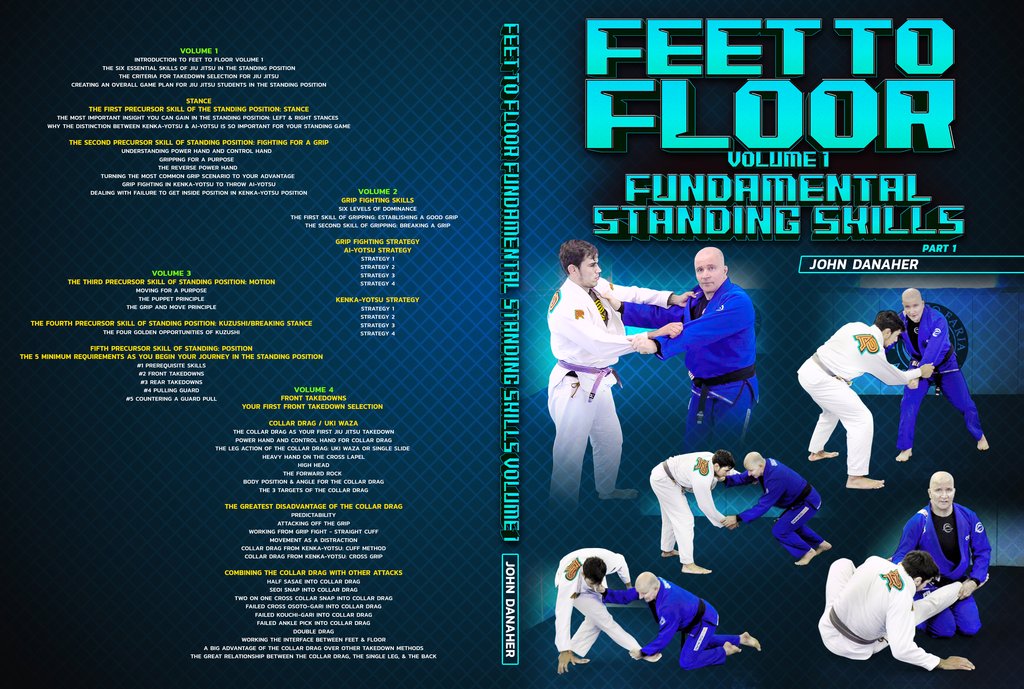 VOLUME 1
INTRODUCTION TO FEET TO FLOOR VOLUME 1
THE SIX ESSENTIAL SKILLS OF JIU JITSU IN THE STANDING POSITION
THE CRITERIA FOR TAKEDOWN SELECTION FOR JIU JITSU
CREATING AN OVERALL GAME PLAN FOR JIU JITSU STUDENTS IN THE STANDING POSITION
STANCE
THE FIRST PRECURSOR SKILL OF THE STANDING POSITION: STANCE
THE MOST IMPORTANT INSIGHT YOU CAN GAIN IN THE STANDING POSITION: LEFT & RIGHT STANCES
WHY THE DISTINCTION BETWEEN KENKA-YOTSU & AI-YOTSU IS SO IMPORTANT FOR YOUR STANDING GAME
THE SECOND PRECURSOR SKILL OF STANDING POSITION: FIGHTING FOR A GRIP
UNDERSTANDING POWER HAND AND CONTROL HAND
GRIPPING FOR A PURPOSE
THE REVERSE POWER HAND
TURNING THE MOST COMMON GRIP SCENARIO TO YOUR ADVANTAGE
GRIP FIGHTING IN KENKA-YOTSU TO THROW AI-YOTSU
DEALING WITH FAILURE TO GET INSIDE POSITION IN KENKA-YOTSU POSITION
VOLUME 2
GRIP FIGHTING SKILLS
SIX LEVELS OF DOMINANCE
THE FIRST SKILL OF GRIPPING: ESTABLISHING A GOOD GRIP
THE SECOND SKILL OF GRIPPING: BREAKING A GRIP
GRIP FIGHTING STRATEGY
AI-YOTSU STRATEGY
STRATEGY 1
STRATEGY 2
STRATEGY 3
STRATEGY 4
KENKA-YOTSU STRATEGY
STRATEGY 1
STRATEGY 2
STRATEGY 3
STRATEGY 4
VOLUME 3
THE THIRD PRECURSOR SKILL OF STANDING POSITION: MOTION
MOVING FOR A PURPOSE
THE PUPPET PRINCIPLE
THE GRIP AND MOVE PRINCIPLE
THE FOURTH PRECURSOR SKILL OF STANDING POSITION: KUZUSHI/BREAKING STANCE
THE FOUR GOLDEN OPPORTUNITIES OF KUZUSHI
FIFTH PRECURSOR SKILL OF STANDING: POSITION
THE 5 MINIMUM REQUIREMENTS AS YOU BEGIN YOUR JOURNEY IN THE STANDING POSITION
#1 PREREQUISITE SKILLS
#2 FRONT TAKEDOWNS
#3 REAR TAKEDOWNS
#4 PULLING GUARD
#5 COUNTERING A GUARD PULL
VOLUME 4
FRONT TAKEDOWNS
YOUR FIRST FRONT TAKEDOWN SELECTION
COLLAR DRAG / UKI WAZA
THE COLLAR DRAG AS YOUR FIRST JIU JITSU TAKEDOWN
POWER HAND AND CONTROL HAND FOR COLLAR DRAG
THE LEG ACTION OF THE COLLAR DRAG: UKI WAZA OR SINGLE SLIDE
HEAVY HAND ON THE CROSS LAPEL
HIGH HEAD
THE FORWARD ROCK
BODY POSITION & ANGLE FOR THE COLLAR DRAG
THE 3 TARGETS OF THE COLLAR DRAG
THE GREATEST DISADVANTAGE OF THE COLLAR DRAG
PREDICTABILITY
ATTACKING OFF THE GRIP
WORKING FROM GRIP FIGHT - STRAIGHT CUFF
MOVEMENT AS A DISTRACTION
COLLAR DRAG FROM KENKA-YOTSU: CUFF METHOD
COLLAR DRAG FROM KENKA-YOTSU: CROSS GRIP
COMBINING THE COLLAR DRAG WITH OTHER ATTACKS
HALF SASAE INTO COLLAR DRAG
SEOI SNAP INTO COLLAR DRAG
TWO ON ONE CROSS COLLAR SNAP INTO COLLAR DRAG
FAILED CROSS OSOTO-GARI INTO COLLAR DRAG
FAILED KOUCHI-GARI INTO COLLAR DRAG
FAILED ANKLE PICK INTO COLLAR DRAG
DOUBLE DRAG
WORKING THE INTERFACE BETWEEN FEET & FLOOR
A BIG ADVANTAGE OF THE COLLAR DRAG OVER OTHER TAKEDOWN METHODS
THE GREAT RELATIONSHIP BETWEEN THE COLLAR DRAG, THE SINGLE LEG, & THE BACK
FEET TO FLOOR FUNDAMENTAL STANDING SKILLS VOLUME 1
JOHN DANAHER
FEET TO
FLOOR
VOLUME 1
FUNDAMENTAL
STANDING SKILLS
PART 1
JOHN DANAHER
FARIA